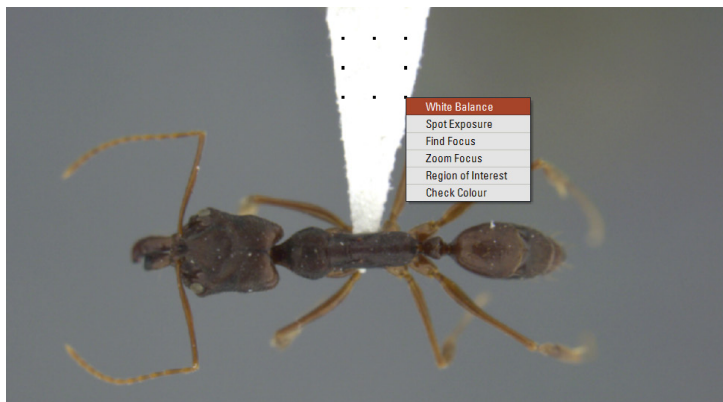 White Balance
Spot Exposure
Find Focus
Zoom Focus
Region of Interest
Check Colour